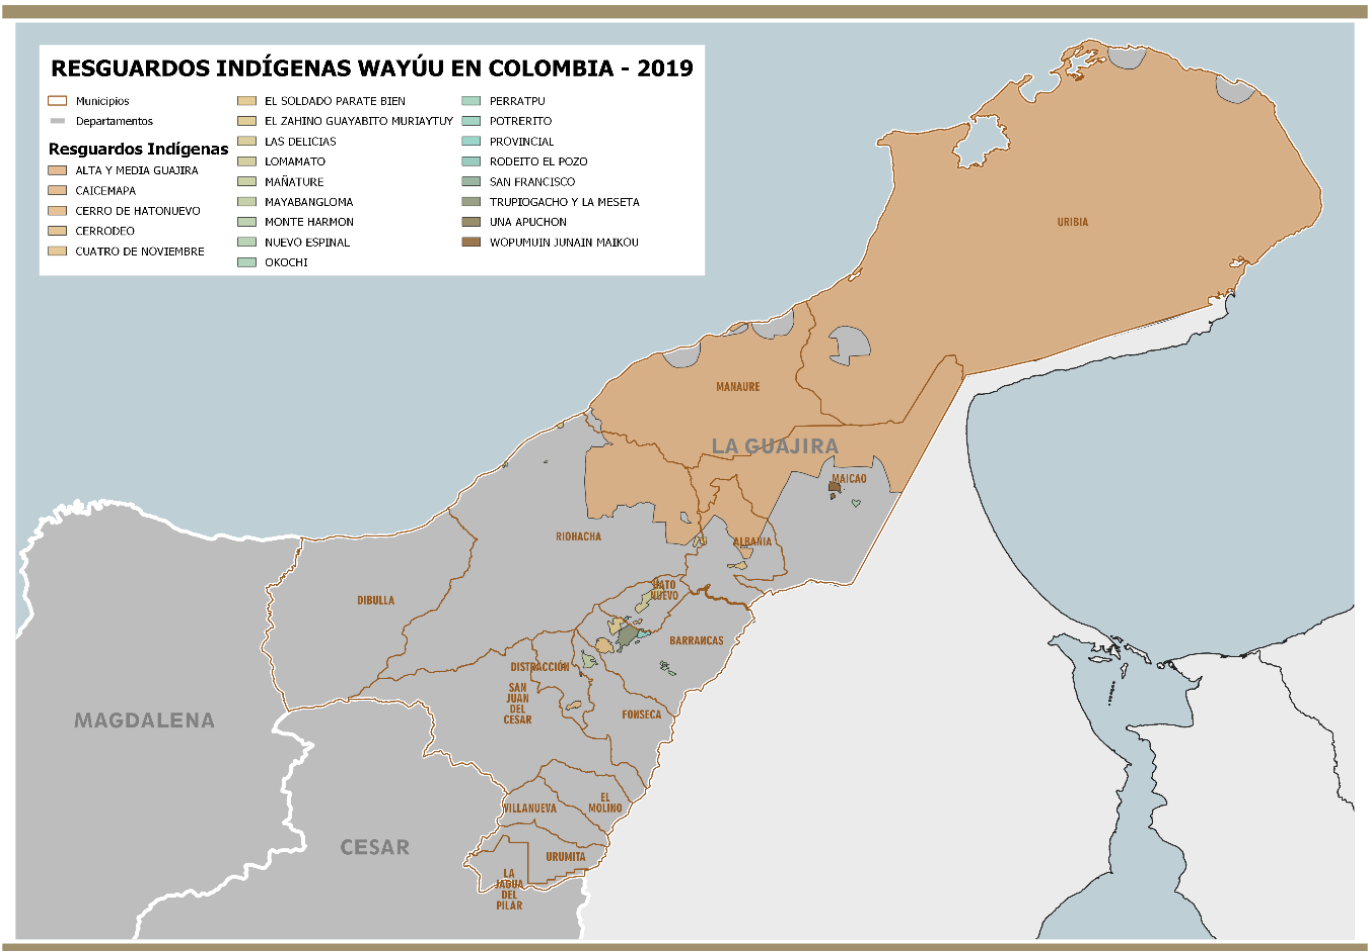 RESGUARDOS INDÍGENAS WAYÚU EN COLOMBIA - 2019
Municipios
Departamentos
Resguardos Indígenas
ALTA Y MEDIA GUAJIRA
CAICEMAPA
CERRO DE HATONUEVO
CERRODEO
CUATRO DE NOVIEMBRE
EL SOLDADO PARATE BIEN
EL ZAHINO GUAYABITO MURIAYTUY
LAS DELICIAS
LOMAMATO
MAÑATURE
MAYABANGLOMA
MONTE HARMON
NUEVO ESPINAL
OKOCHI
PERRATPU
POTRERITO
PROVINCIAL
RODEITO EL POZO
SAN FRANCISCO
TRUPIOGACHO Y LA MESETA
UNA APUCHON
WOPUMUIN JUNAIN MAIKOU
URIBIA
MANAURE
LA GUAJIRA
MAICAO
RIOHACHA
ALBANIA
DIBULLA
HATO
NUEVO
BARRANCAS
DISTRACCIÓN
SAN
JUAN
DEL
CESAR
FONSECA
MAGDALENA
EL
MOLINO
VILLANUEVA
CESAR
URUMITA
LA
JAGUA
DEL
PILAR